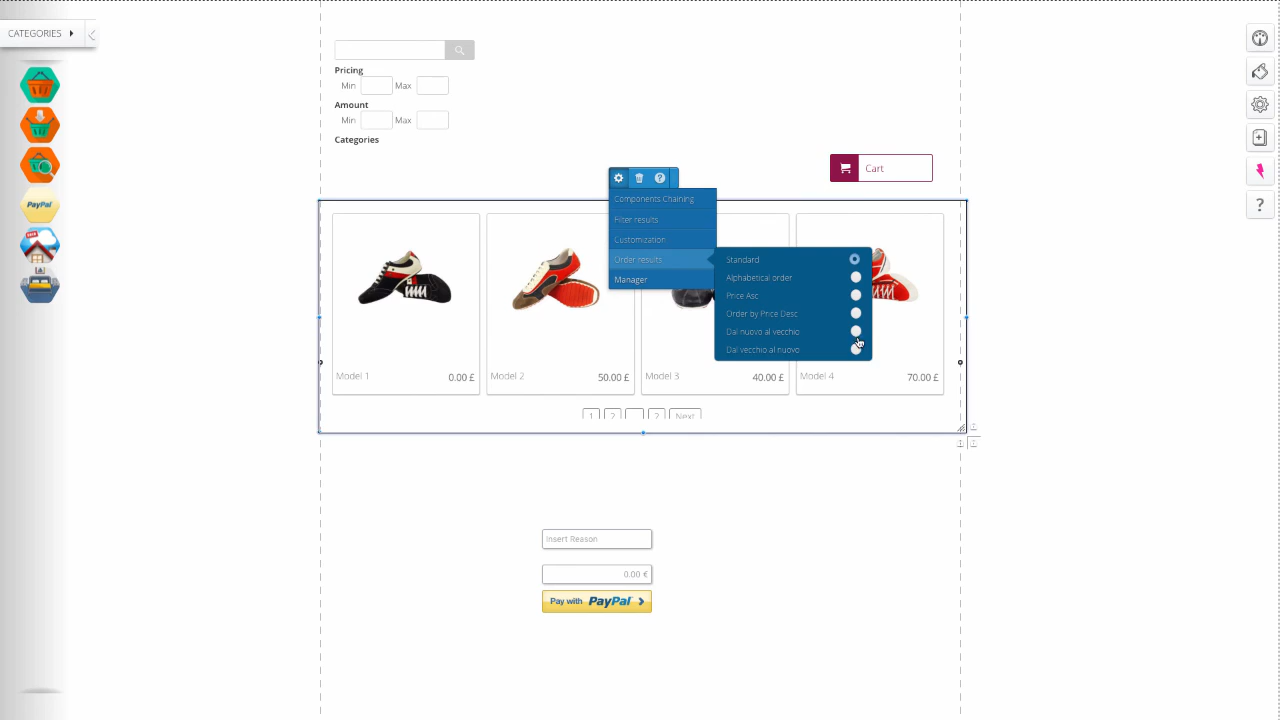 CATEGORIES
Pricing
Min Max
Amount
Min Max
Categories
Cart
Components Chaining
Filter results
Customization
Order results
Manager
Standard
Alphabetical order
Price Asc
Order by Price Desc
Dal nuovo al vecchio
Dal vecchio al nuovo
Model 1 0.00 £
Model 2 50.00 £
Model 3 40.00 £
Model 4 70.00 £
1 2 ... 7 Next
Insert Reason
0.00 €
Pay with PayPal
PayPal